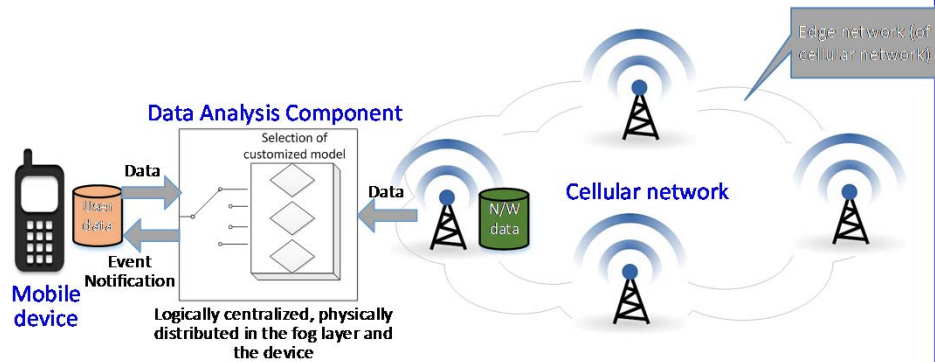 Edge network (of
cellular network)
Data Analysis Component
Selection of
customized model
Data
User
data
Event
Notification
Data
N/W
data
Cellular network
Mobile
device
Logically centralized, physically
distributed in the fog layer and
the device